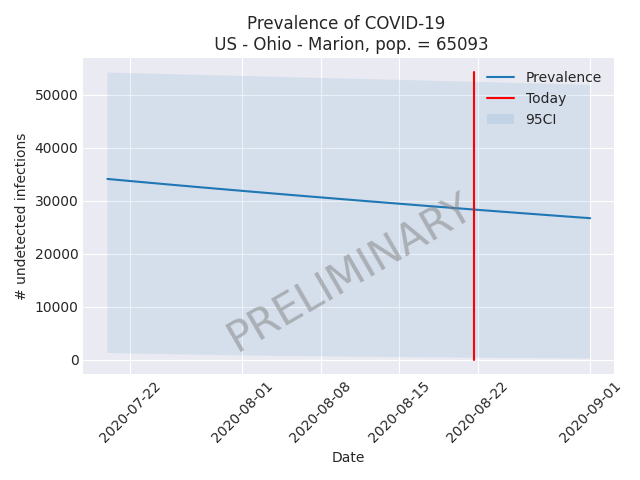 Prevalence of COVID-19
US - Ohio - Marion, pop. = 65093
Prevalence
Today
95CI
# undetected infections
50000
40000
30000
20000
10000
0
PRELIMINARY
2020-07-22
2020-08-01
2020-08-08
2020-08-15
2020-08-22
2020-09-01
Date